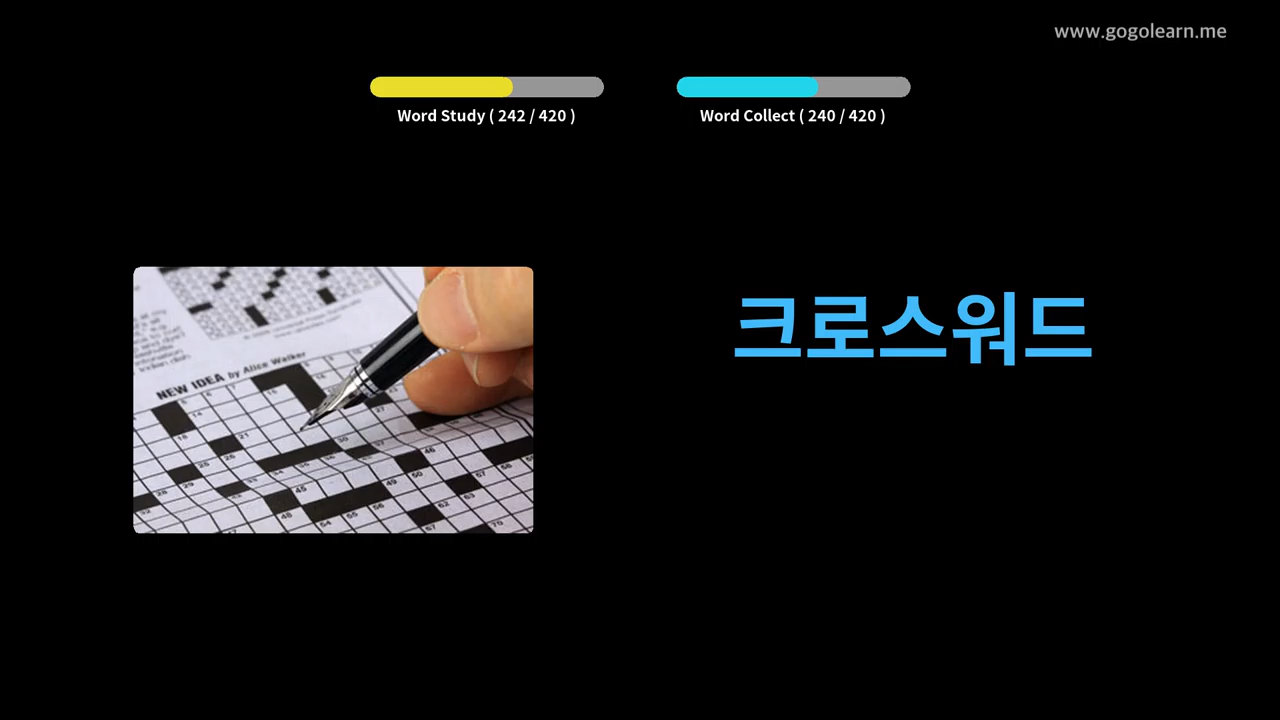 www.gogolearn.me
Word Study ( 242 / 420 )
Word Collect ( 240 / 420 )
크로스워드
NEW IDEA by Alice Walker